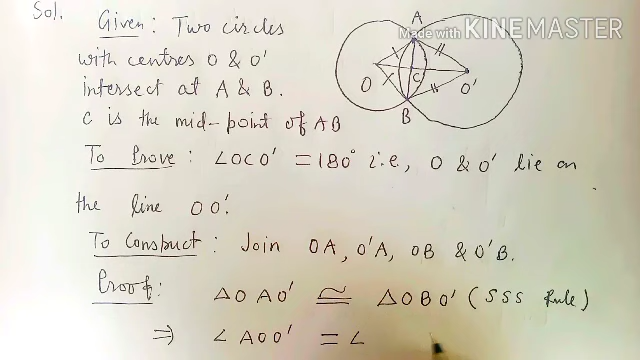 Sol.
Given: Two circles
with centres O & O'
intersect at A & B.
C is the mid-point of AB
To Prove: ∠OCO' = 180° i.e, O & O' lie on
the line OO'.
To Construct: Join OA, O'A, OB & O'B.
Proof: ΔOAO' ≅ ΔOBO' (SSS Rule)
⇒ ∠AOO' = ∠
A
O
C
O'
B
Made with KINEMASTER